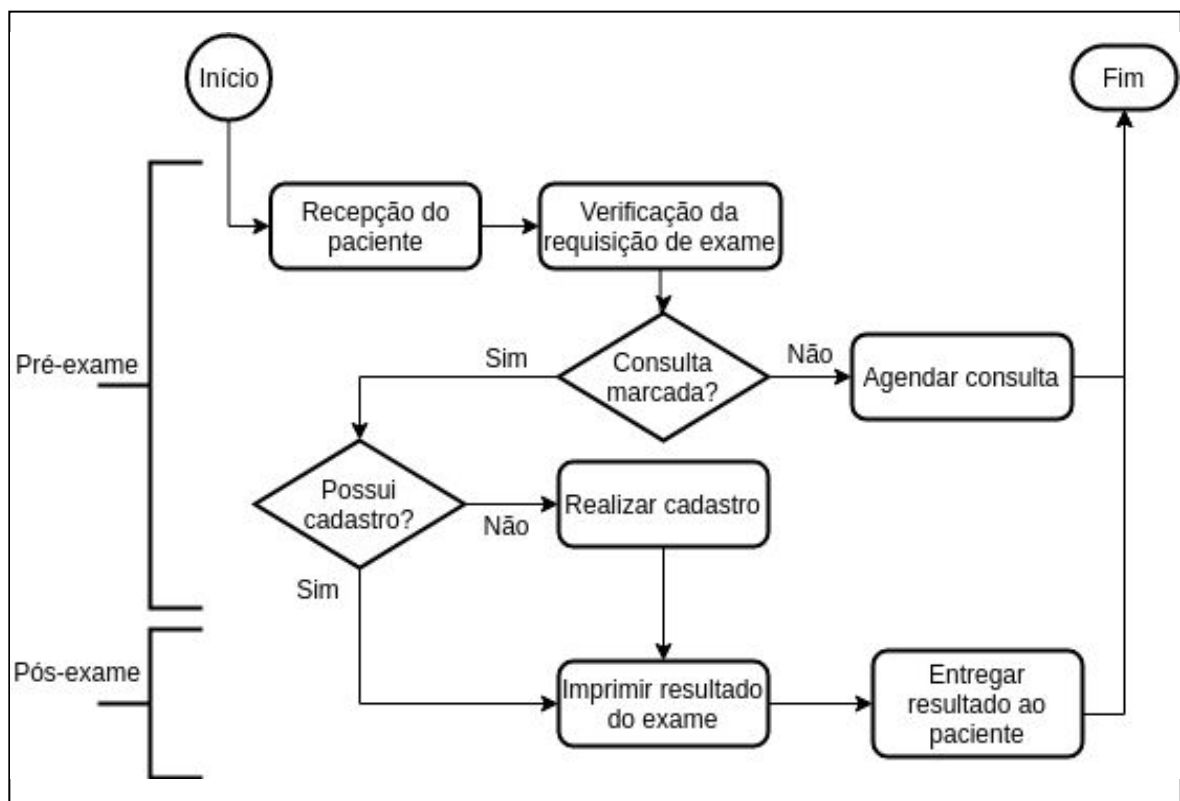 Início
Fim
Recepção do
paciente
Verificação da
requisição de exame
Pré-exame
Sim
Consulta
marcada?
Não
Agendar consulta
Possui
cadastro?
Não
Realizar cadastro
Sim
Pós-exame
Imprimir resultado
do exame
Entregar
resultado ao
paciente